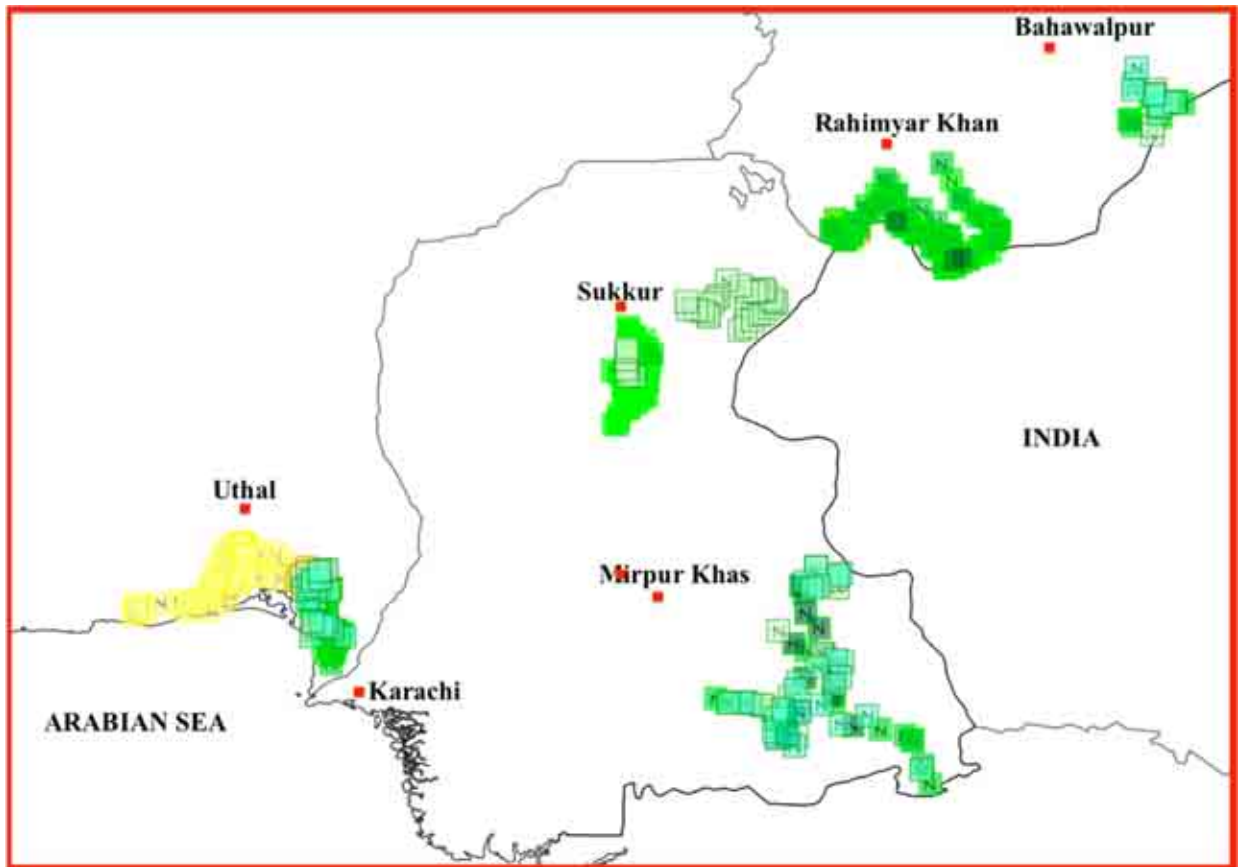 Bahawalpur
Rahimyar Khan
Sukkur
INDIA
Uthal
Mirpur Khas
Karachi
ARABIAN SEA